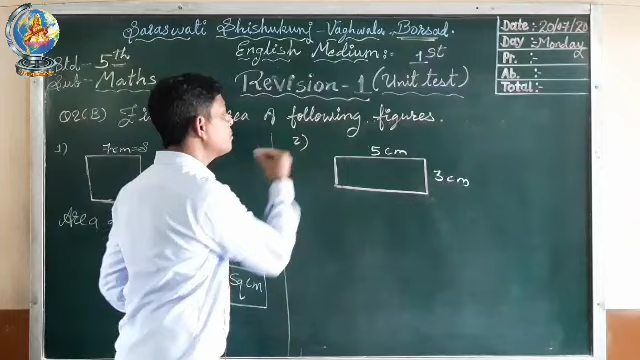 Saraswati Shishukunj - Vaghwala, Borsad.
English Medium:- 1st
Std - 5th
Sub - Maths
Revision - 1 (Unit test)
Date:- 20/07/20
Day :- Monday
Pr. :-
Ab. :-
Total:-
Q2(B) of following figures.
1)
7cm = s
Area
Sq cm
2)
5 cm
3 cm